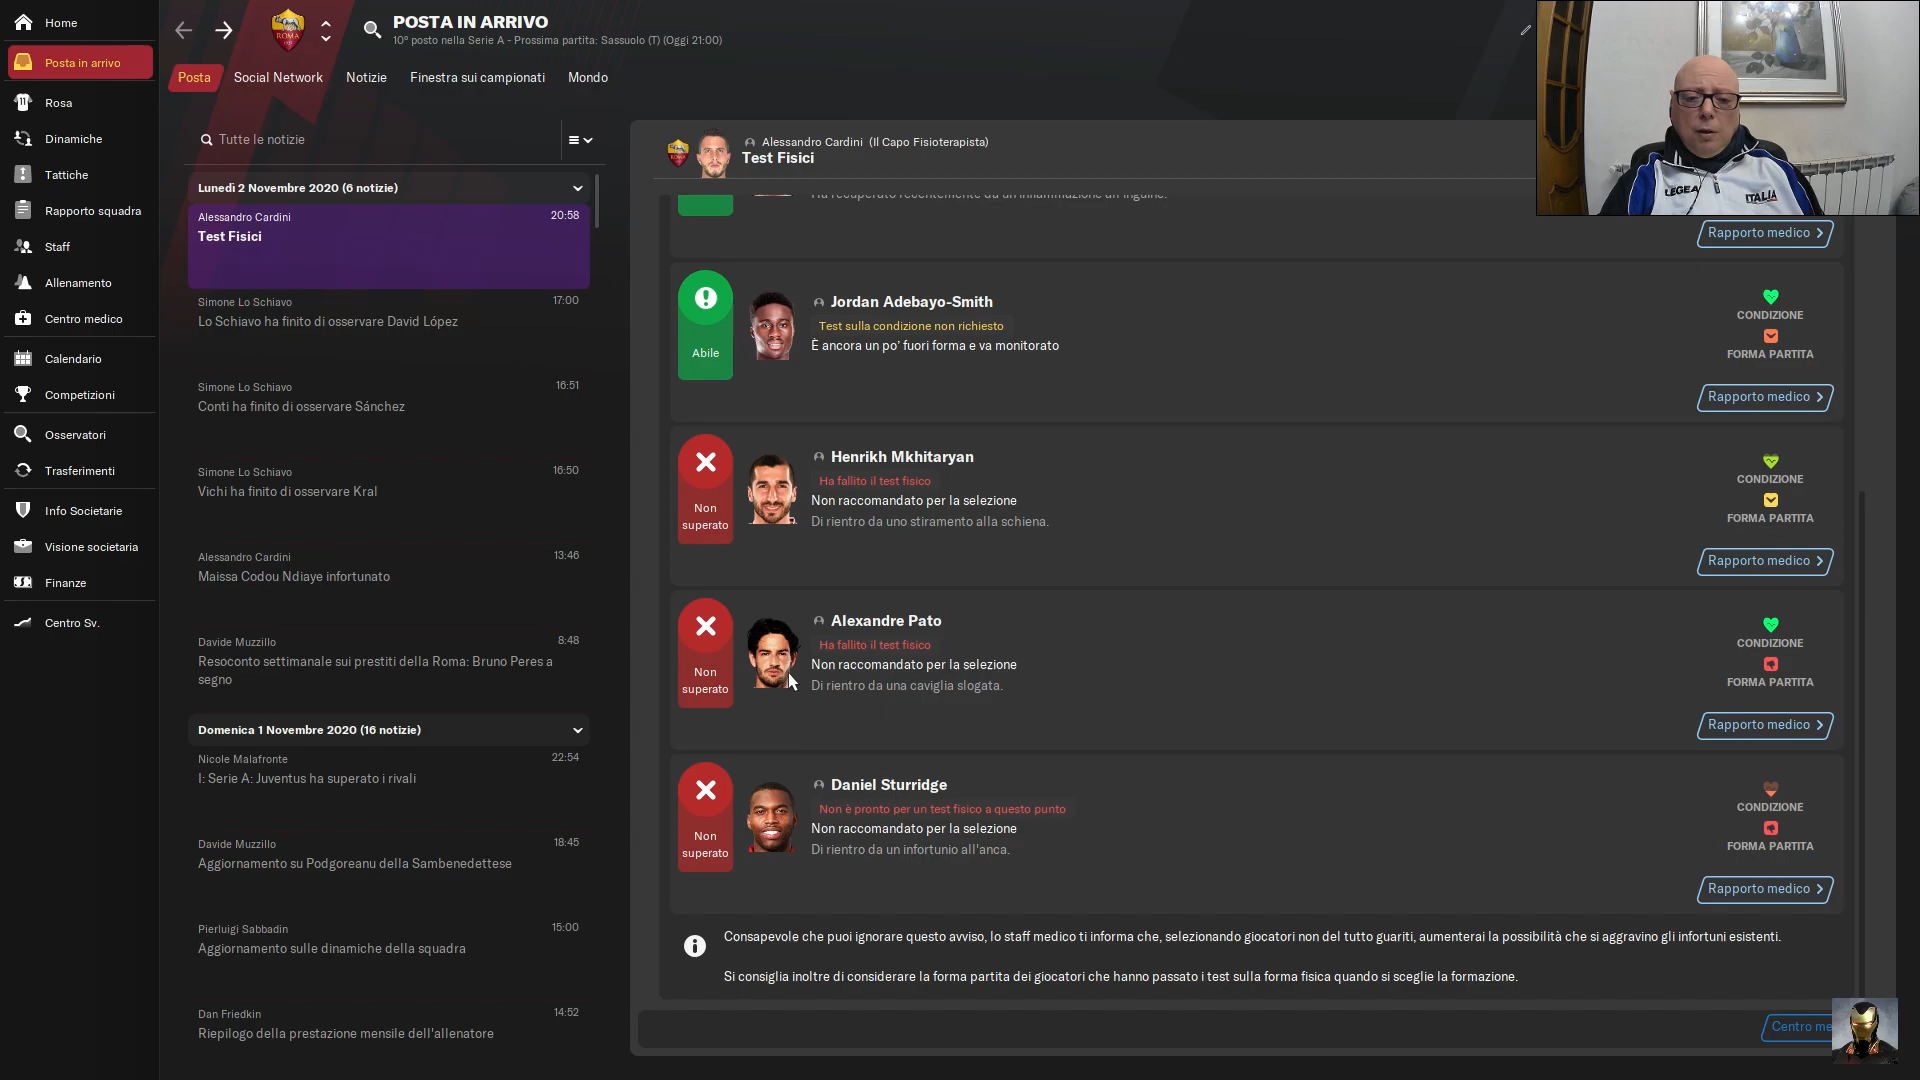 Home
Posta in arrivo
Rosa
Dinamiche
Tattiche
Rapporto squadra
Staff
Allenamento
Centro medico
Calendario
Competizioni
Osservatori
Trasferimenti
Info Societarie
Visione societaria
Finanze
Centro Sv.
POSTA IN ARRIVO
10° posto nella Serie A - Prossima partita: Sassuolo (T) (Oggi 21:00)
Posta
Social Network
Notizie
Finestra sui campionati
Mondo
Tutte le notizie
Lunedì 2 Novembre 2020 (6 notizie)
Alessandro Cardini 20:58
Test Fisici
Simone Lo Schiavo 17:00
Lo Schiavo ha finito di osservare David López
Simone Lo Schiavo 16:51
Conti ha finito di osservare Sánchez
Simone Lo Schiavo 16:50
Vichi ha finito di osservare Kral
Alessandro Cardini 13:46
Maissa Codou Ndiaye infortunato
Davide Muzzillo 8:48
Resoconto settimanale sui prestiti della Roma: Bruno Peres a
segno
Domenica 1 Novembre 2020 (16 notizie)
Nicole Malafronte 22:54
I: Serie A: Juventus ha superato i rivali
Davide Muzzillo 18:45
Aggiornamento su Podgoreanu della Sambenedettese
Pierluigi Sabbadin 15:00
Aggiornamento sulle dinamiche della squadra
Dan Friedkin 14:52
Riepilogo della prestazione mensile dell'allenatore
Alessandro Cardini (Il Capo Fisioterapista)
Test Fisici
Ha recuperato recentemente da un'infiammazione all'inguine.
Rapporto medico
Abile
Jordan Adebayo-Smith
Test sulla condizione non richiesto
È ancora un po' fuori forma e va monitorato
CONDIZIONE
FORMA PARTITA
Rapporto medico
Non
superato
Henrikh Mkhitaryan
Ha fallito il test fisico
Non raccomandato per la selezione
Di rientro da uno stiramento alla schiena.
CONDIZIONE
FORMA PARTITA
Rapporto medico
Non
superato
Alexandre Pato
Ha fallito il test fisico
Non raccomandato per la selezione
Di rientro da una caviglia slogata.
CONDIZIONE
FORMA PARTITA
Rapporto medico
Non
superato
Daniel Sturridge
Non è pronto per un test fisico a questo punto
Non raccomandato per la selezione
Di rientro da un infortunio all'anca.
CONDIZIONE
FORMA PARTITA
Rapporto medico
Consapevole che puoi ignorare questo avviso, lo staff medico ti informa che, selezionando giocatori non del tutto guariti, aumenterai la possibilità che si aggravino gli infortuni esistenti.
Si consiglia inoltre di considerare la forma partita dei giocatori che hanno passato i test sulla forma fisica quando si sceglie la formazione.
Centro me
LEGEA
ITALIA
ROMA